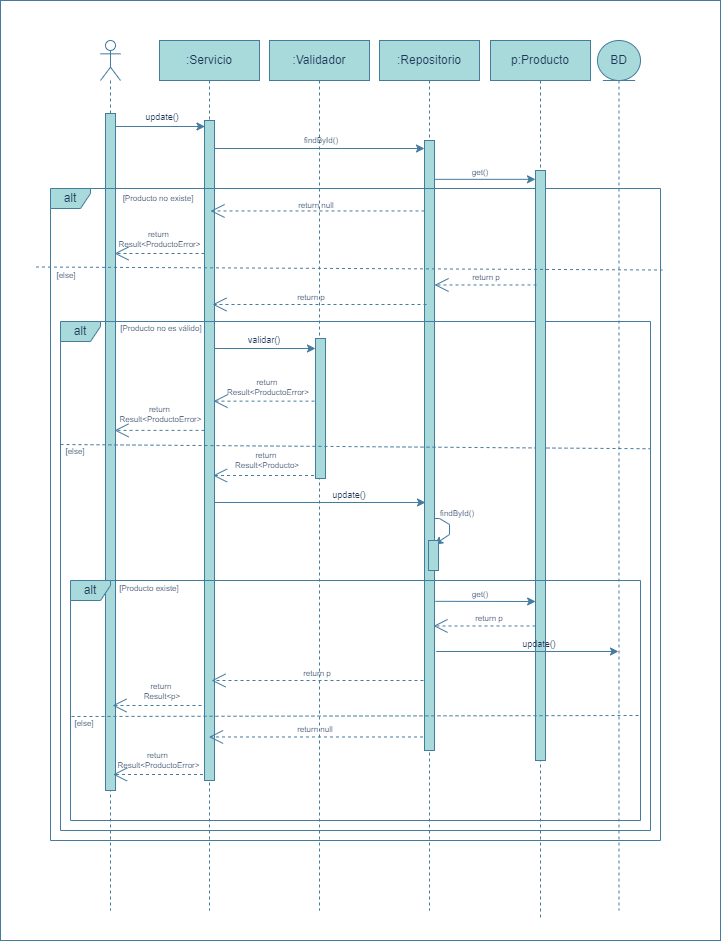 :Servicio
:Validador
:Repositorio
p:Producto
BD
update()
findById()
get()
alt
[Producto no existe]
return null
return
Result<ProductoError>
[else]
return p
return p
alt
[Producto no es válido]
validar()
return
Result<ProductoError>
return
Result<ProductoError>
[else]
return
Result<Producto>
update()
findById()
alt
[Producto existe]
get()
return p
update()
return p
return
Result<p>
[else]
return null
return
Result<ProductoError>